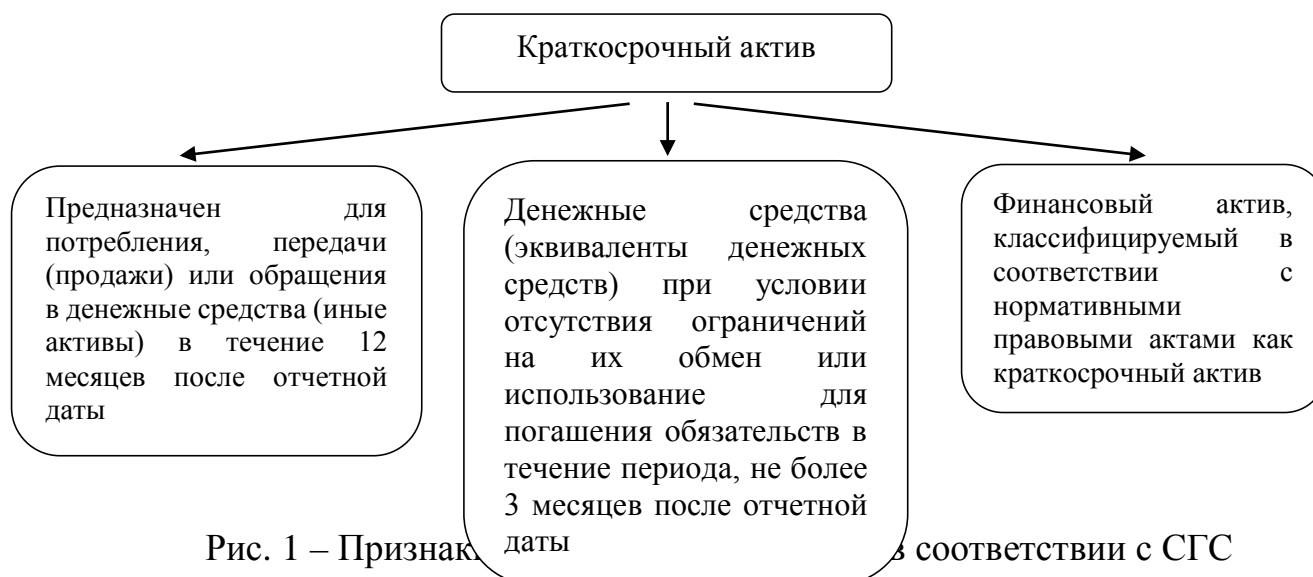 Краткосрочный актив
Предназначен для
потребления, передачи
(продажи) или обращения
в денежные средства (иные
активы) в течение 12
месяцев после отчетной
даты
Денежные средства
(эквиваленты денежных
средств) при условии
отсутствия ограничений
на их обмен или
использование для
погашения обязательств в
течение периода, не более
3 месяцев после отчетной
даты
Финансовый актив,
классифицируемый в
соответствии с
нормативными
правовыми актами как
краткосрочный актив
Рис. 1 – Признаки в соответствии с СГС